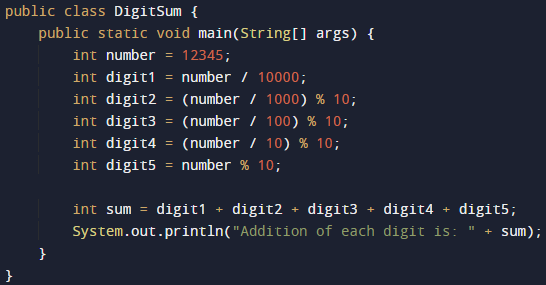 public class DigitSum {
    public static void main(String[] args) {
        int number = 12345;
        int digit1 = number / 10000;
        int digit2 = (number / 1000) % 10;
        int digit3 = (number / 100) % 10;
        int digit4 = (number / 10) % 10;
        int digit5 = number % 10;

        int sum = digit1 + digit2 + digit3 + digit4 + digit5;
        System.out.println("Addition of each digit is: " + sum);
    }
}